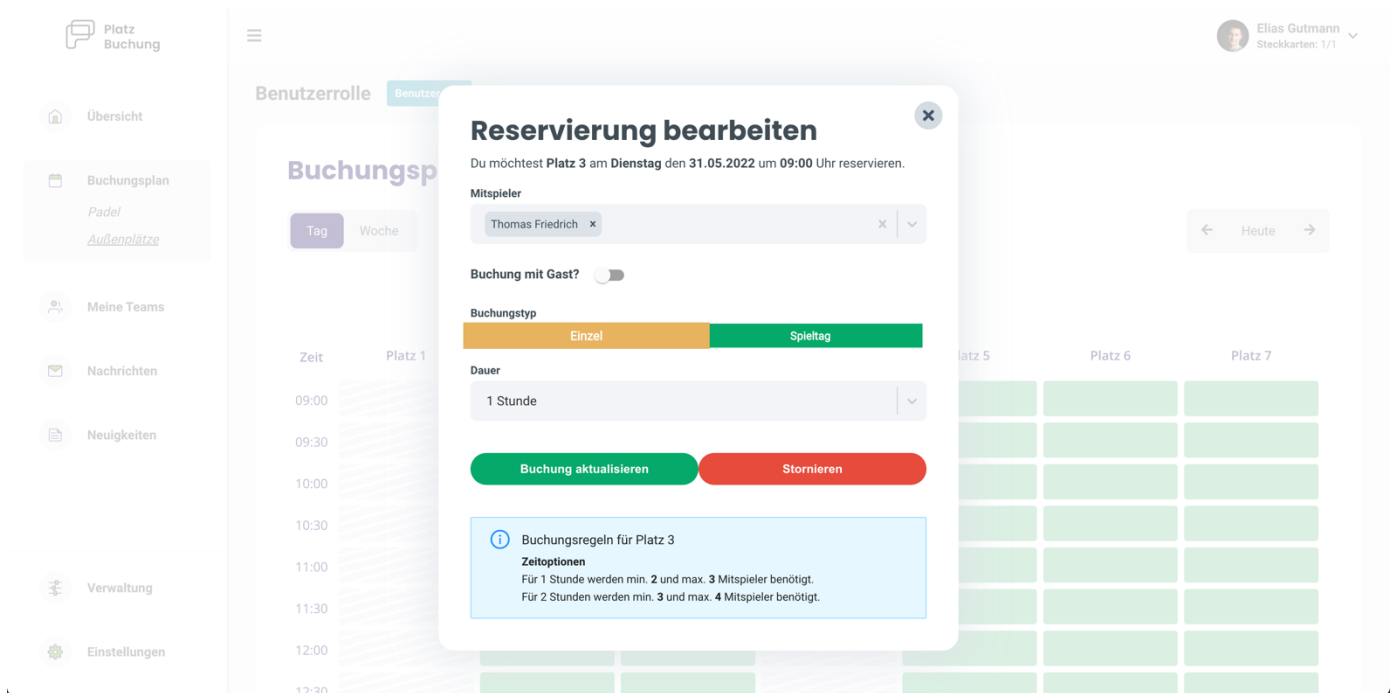 Platz
Buchung
Elias Gutmann
Steckkarten: 1/1
Übersicht
Buchungsplan
Padel
Außenplätze
Meine Teams
Nachrichten
Neuigkeiten
Verwaltung
Einstellungen
Benutzerrolle
Benutzer
Buchungsp
Tag
Woche
Heute
Zeit
Platz 1
latz 5
Platz 6
Platz 7
09:00
09:30
10:00
10:30
11:00
11:30
12:00
12:30
Reservierung bearbeiten
Du möchtest Platz 3 am Dienstag den 31.05.2022 um 09:00 Uhr reservieren.
Mitspieler
Thomas Friedrich
Buchung mit Gast?
Buchungstyp
Einzel
Spieltag
Dauer
1 Stunde
Buchung aktualisieren
Stornieren
Buchungsregeln für Platz 3
Zeitoptionen
Für 1 Stunde werden min. 2 und max. 3 Mitspieler benötigt.
Für 2 Stunden werden min. 3 und max. 4 Mitspieler benötigt.